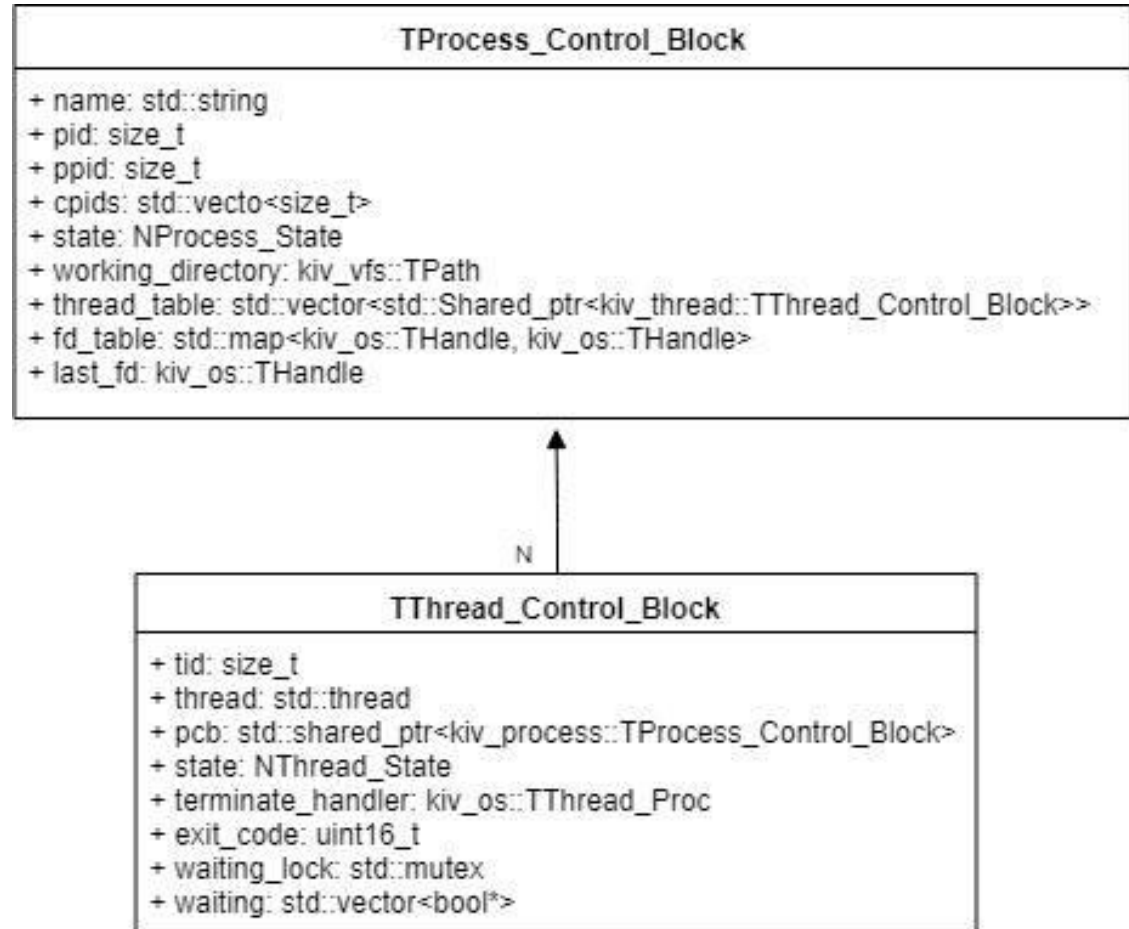 TProcess_Control_Block
+ name: std::string
+ pid: size_t
+ ppid: size_t
+ cpids: std::vecto<size_t>
+ state: NProcess_State
+ working_directory: kiv_vfs::TPath
+ thread_table: std::vector<std::Shared_ptr<kiv_thread::TThread_Control_Block>>
+ fd_table: std::map<kiv_os::THandle, kiv_os::THandle>
+ last_fd: kiv_os::THandle
N
TThread_Control_Block
+ tid: size_t
+ thread: std::thread
+ pcb: std::shared_ptr<kiv_process::TProcess_Control_Block>
+ state: NThread_State
+ terminate_handler: kiv_os::TThread_Proc
+ exit_code: uint16_t
+ waiting_lock: std::mutex
+ waiting: std::vector<bool*>